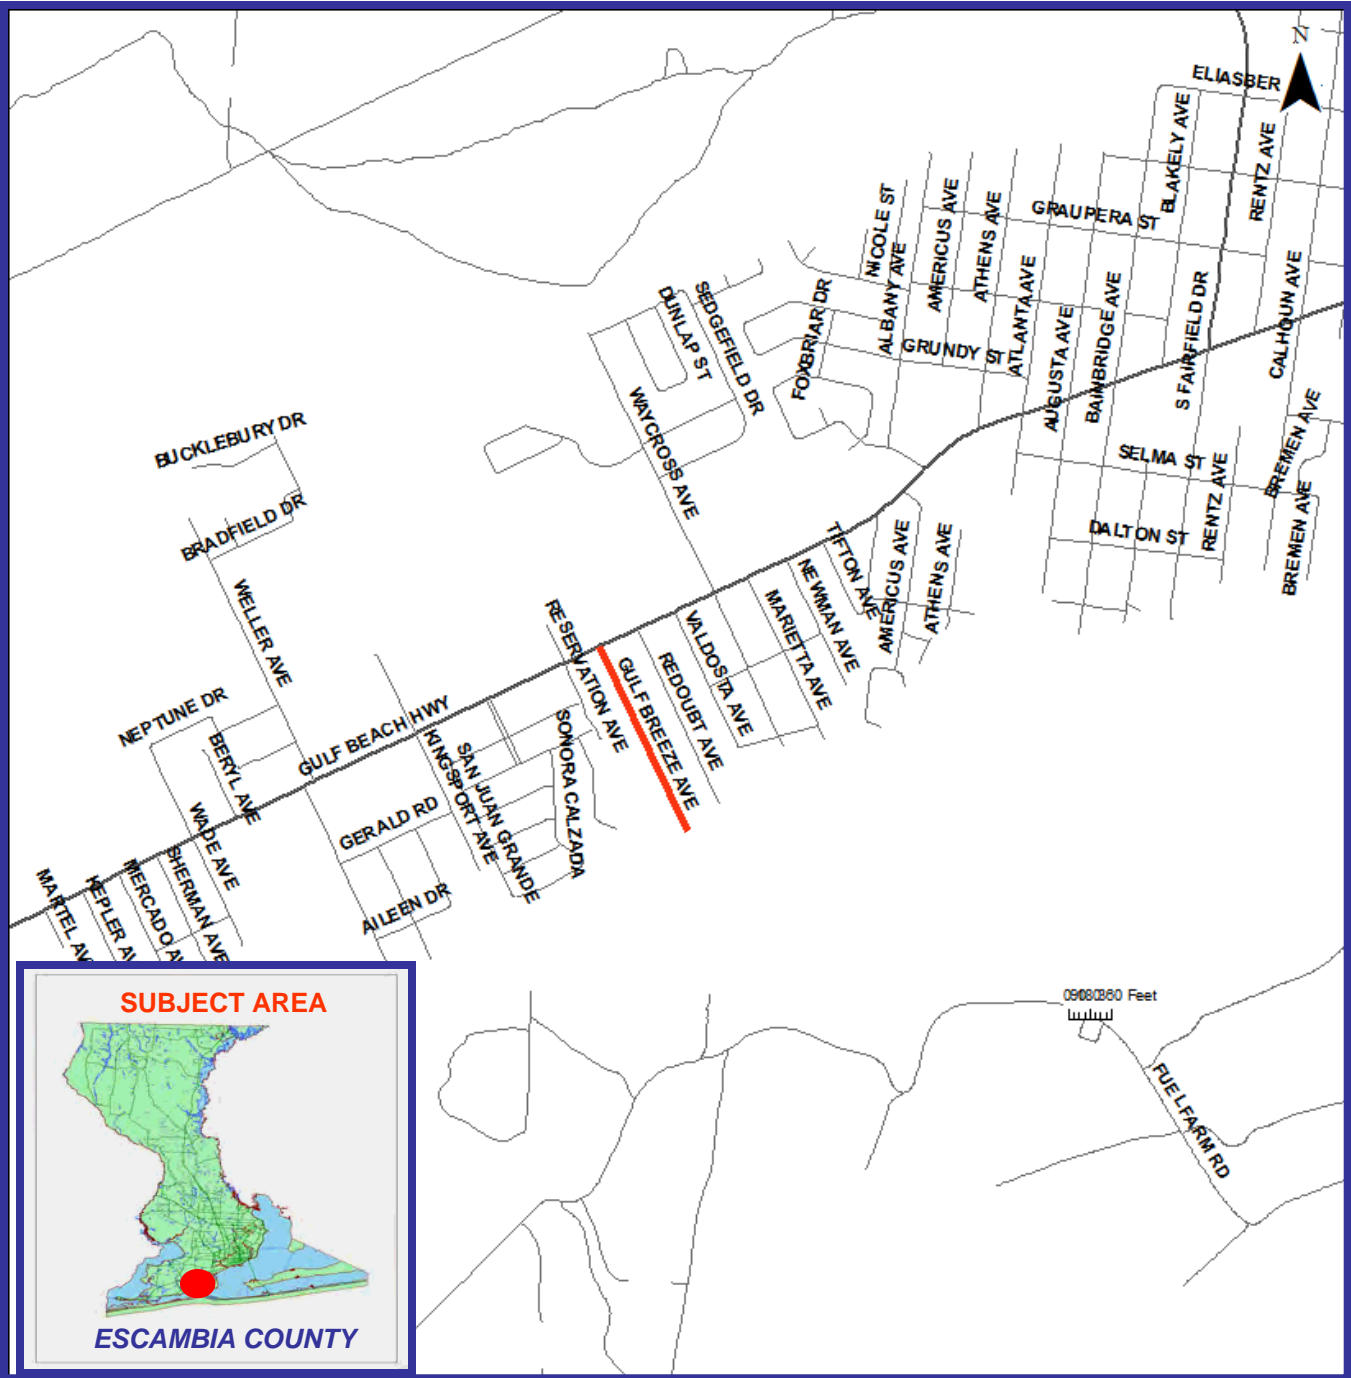 N
ELIASBER
BLAKELY AVE
RENTZ AVE
NICOLE ST
AMERICUS AVE
ATHENS AVE
GRAUPERA ST
ALBANY AVE
ATLANTA AVE
BAINBRIDGE AVE
S FAIRFIELD DR
CALHOUN AVE
DUNLAP ST
SEDGEFIELD DR
FOXBRIAR DR
GRUNDY ST
AUGUSTA AVE
WAYCROSS AVE
BUCKLEBURY DR
BREMEN AVE
SELMA ST
RENTZ AVE
BREMEN AVE
BRADFIELD DR
DALTON ST
TIFTON AVE
AMERICUS AVE
ATHENS AVE
NEWMAN AVE
MARIETTA AVE
WELLER AVE
RESERVATION AVE
VALDOSTA AVE
GULF BREEZE AVE
REDOUBT AVE
NEPTUNE DR
GULF BEACH HWY
BERYL AVE
SONORA CALZADA
KINGSPORT AVE
SAN JUAN GRANDE
GERALD RD
WADE AVE
SHERMAN AVE
MERCADO A
KEPLER AV
MARTEL AV
AILEEN DR
SUBJECT AREA
ESCAMBIA COUNTY
Feet
FUEL FARM RD